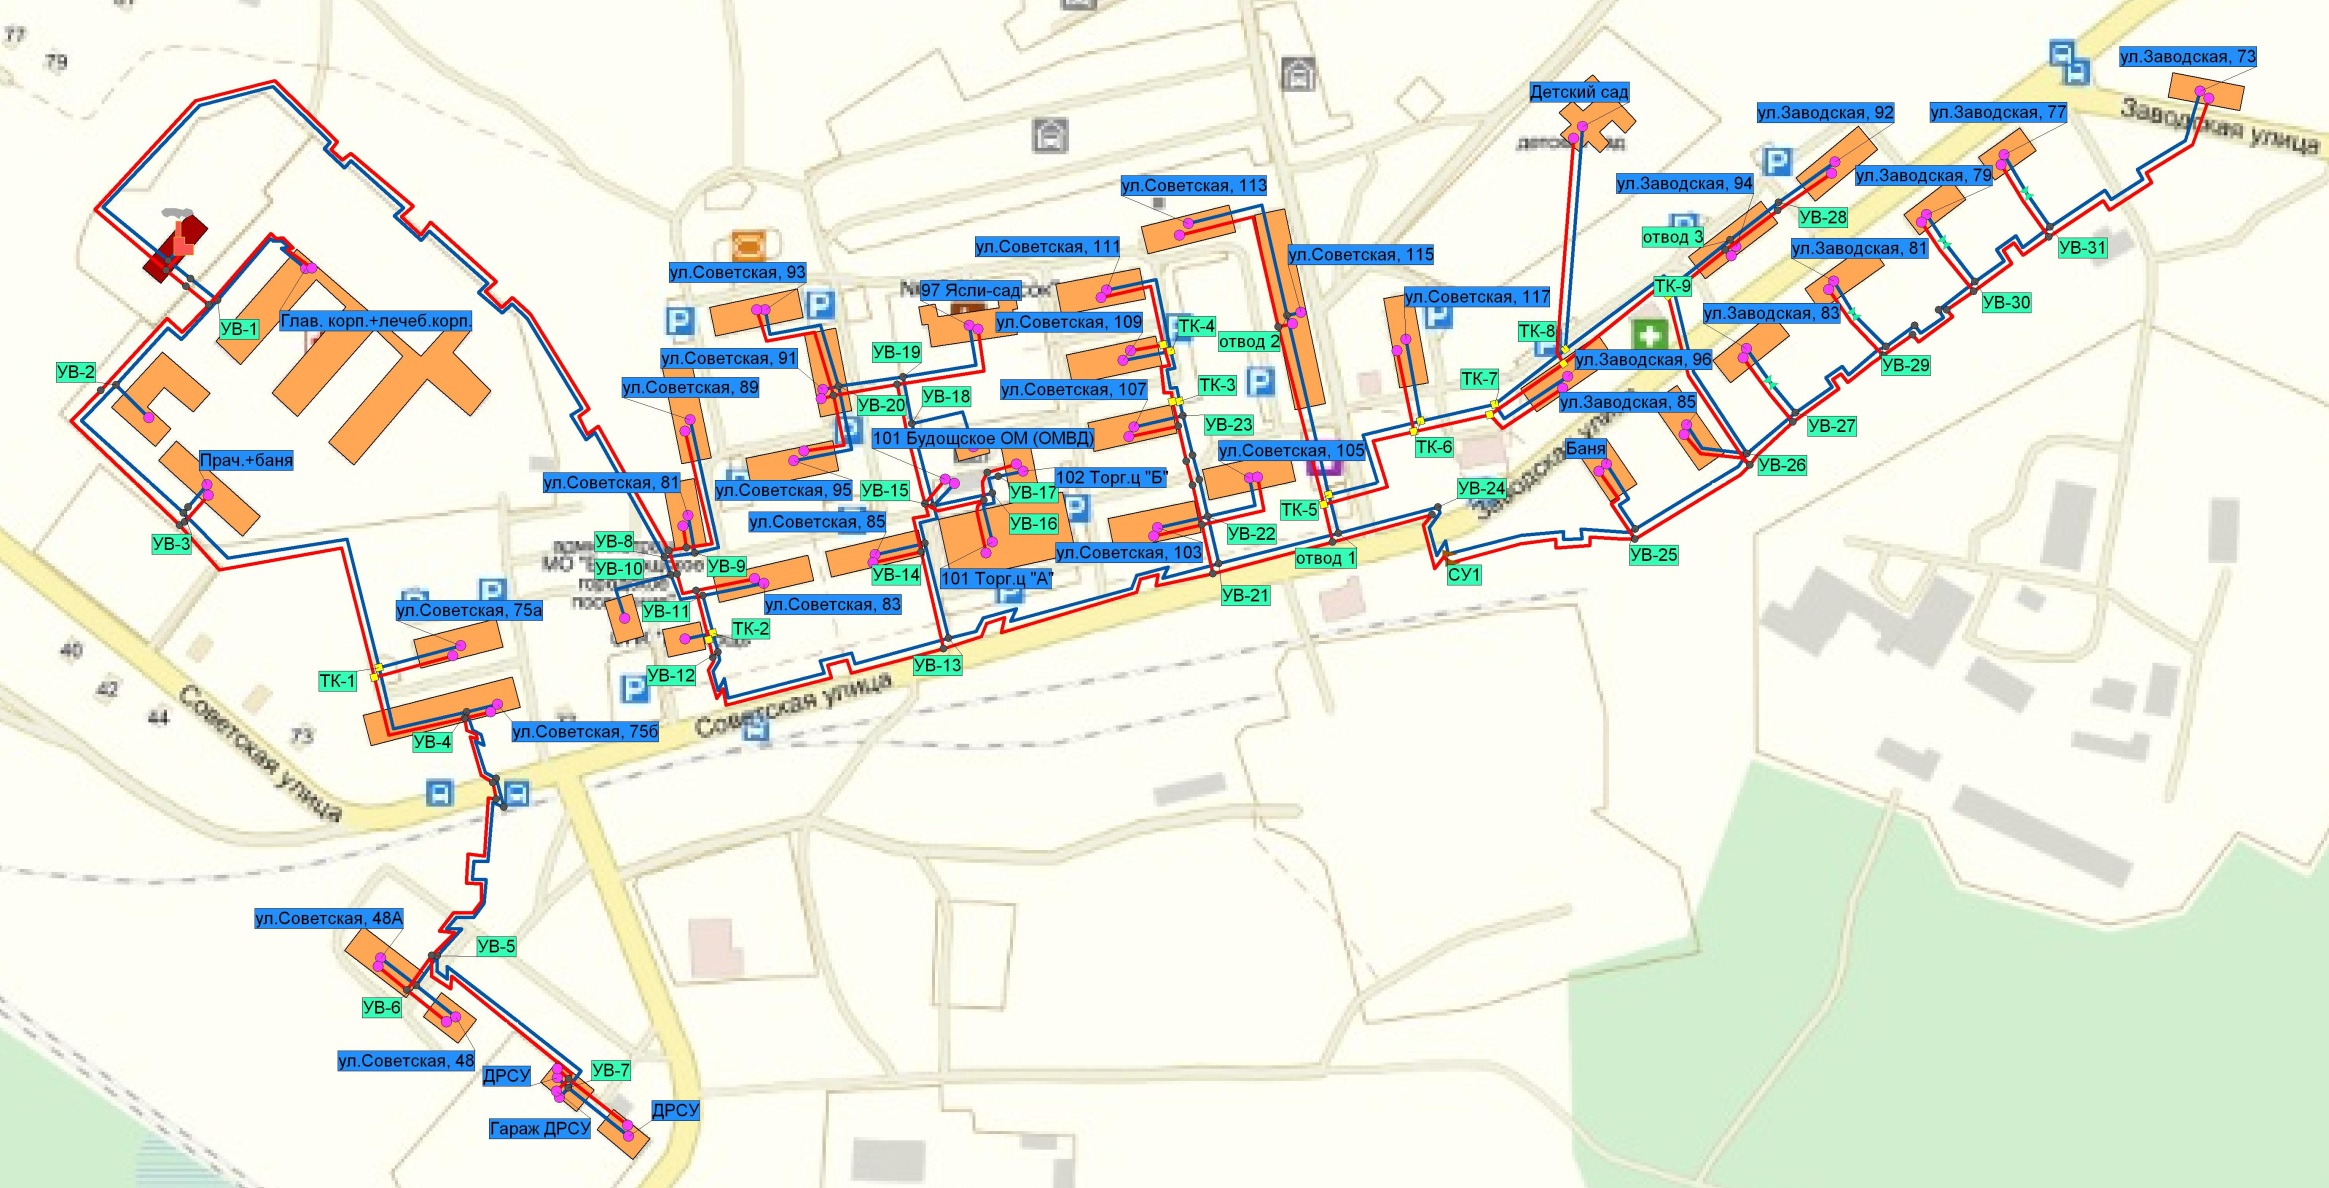 77
79
ул.Заводская, 73
Детский сад
ул.Заводская, 92
ул.Заводская, 77
Заводская улица
ул.Заводская, 79
ул.Советская, 113
ул.Заводская, 94
УВ-28
отвод 3
ул.Советская, 111
ул.Советская, 115
ул.Заводская, 81
УВ-31
ул.Советская, 93
97 Ясли-сад
ул.Советская, 117
ТК-9
УВ-30
УВ-1
Глав. корп.+лечеб.корп.
ул.Советская, 109
ТК-4
отвод 2
ТК-8
ул.Заводская, 83
УВ-2
ул.Советская, 91
УВ-19
ул.Заводская, 96
УВ-29
ул.Советская, 89
ул.Советская, 107
ТК-3
ТК-7
УВ-20
УВ-18
ул.Заводская, 85
УВ-23
УВ-27
101 Будощское ОМ (ОМВД)
ул.Советская, 105
ТК-6
Баня
Прач.+баня
УВ-26
ул.Советская, 81
ул.Советская, 95
УВ-15
УВ-17
102 Торг.ц "Б"
УВ-24
Заводская улица
ТК-5
УВ-3
ул.Советская, 85
УВ-16
УВ-22
УВ-8
ул.Советская, 103
отвод 1
УВ-25
УВ-10
УВ-9
УВ-14
101 Торг.ц "А"
СУ1
ул.Советская, 75а
УВ-11
ул.Советская, 83
УВ-21
ТК-2
40
42
44
73
ТК-1
УВ-12
УВ-13
Советская улица
Советская улица
УВ-4
ул.Советская, 75б
ул.Советская, 48А
УВ-5
УВ-6
ул.Советская, 48
ДРСУ
УВ-7
ДРСУ
Гараж ДРСУ